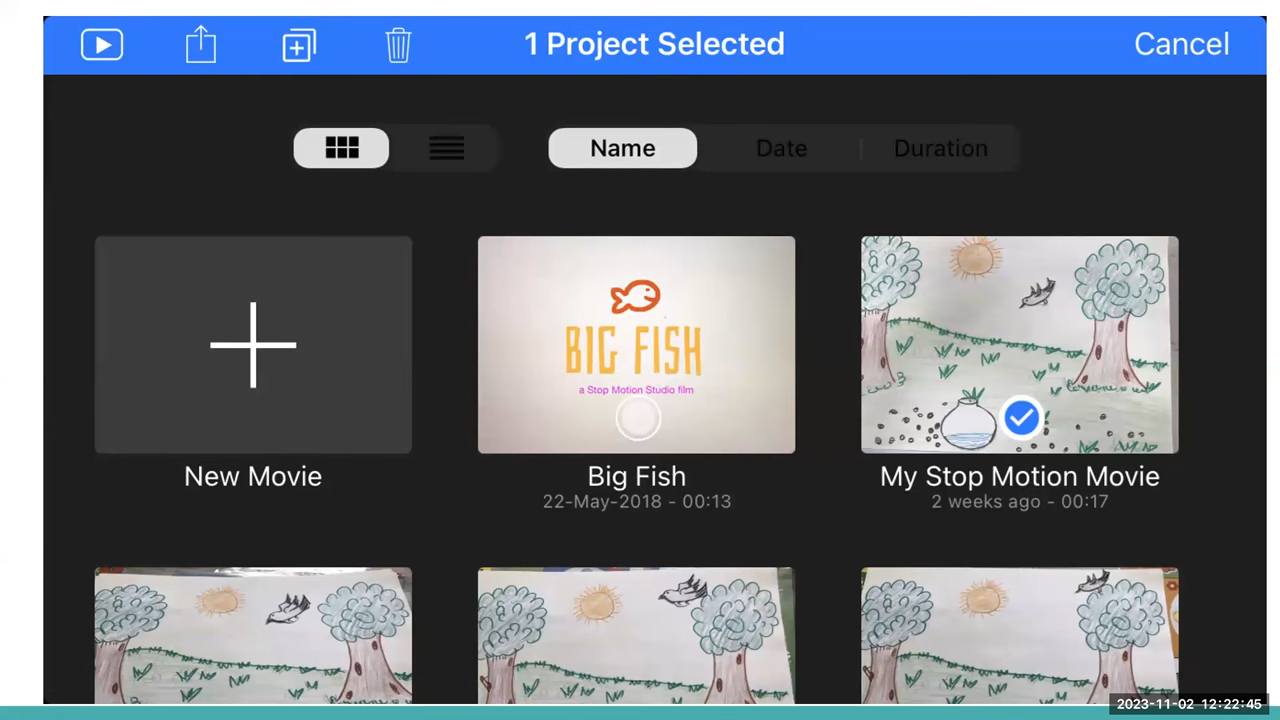 1 Project Selected
Cancel
Name
Date
Duration
BIG FISH
a Stop Motion Studio film
New Movie
Big Fish
My Stop Motion Movie
22-May-2018 - 00:13
2 weeks ago - 00:17
2023-11-02 12:22:45